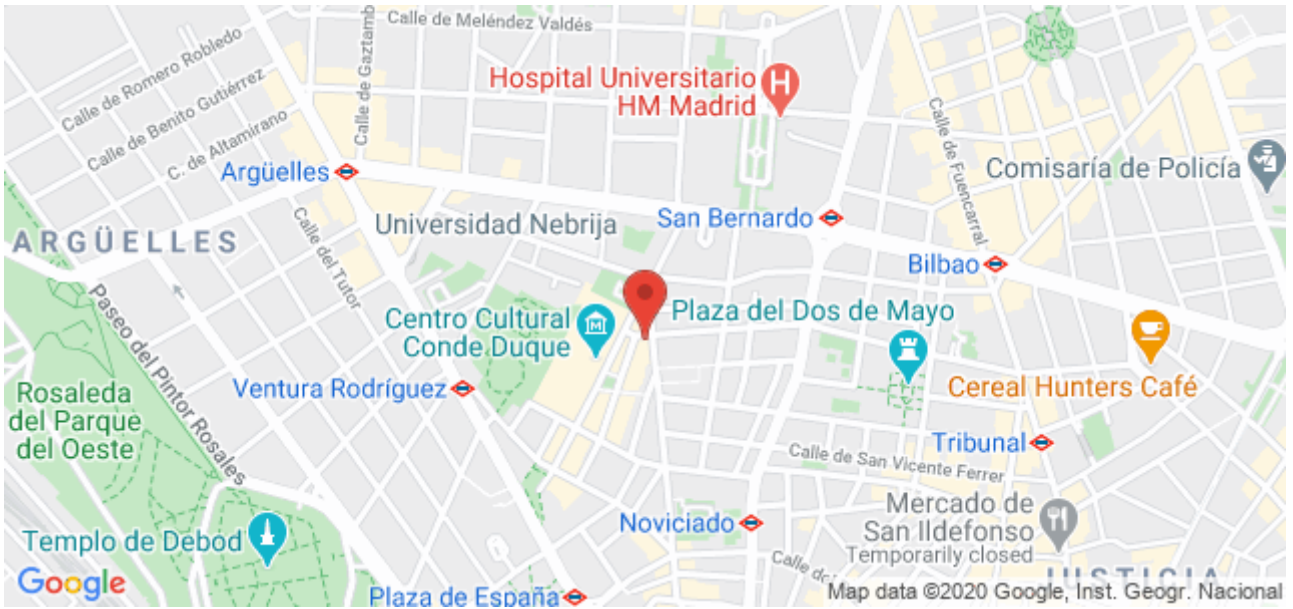 Calle de Meléndez Valdés
Calle de Romero Robledo
Calle de Gaztamb
Hospital Universitario
HM Madrid
Calle de Benito Gutiérrez
C. de Altamirano
Calle de Fuencarral
Argüelles
Comisaría de Policía
Universidad Nebrija
San Bernardo
ARGÜELLES
Calle del Tutor
Bilbao
Paseo del Pintor Rosales
Centro Cultural
Conde Duque
Plaza del Dos de Mayo
Ventura Rodríguez
Cereal Hunters Café
Rosaleda
del Parque
del Oeste
Tribunal
Calle de San Vicente Ferrer
Noviciado
Mercado de
San Ildefonso
Temporarily closed
Templo de Debod
Google
Plaza de España
JUSTICIA
Map data ©2020 Google, Inst. Geogr. Nacional